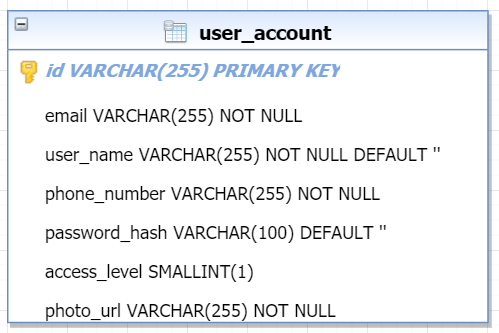 user_account
id VARCHAR(255) PRIMARY KEY
email VARCHAR(255) NOT NULL
user_name VARCHAR(255) NOT NULL DEFAULT ''
phone_number VARCHAR(255) NOT NULL
password_hash VARCHAR(100) DEFAULT ''
access_level SMALLINT(1)
photo_url VARCHAR(255) NOT NULL